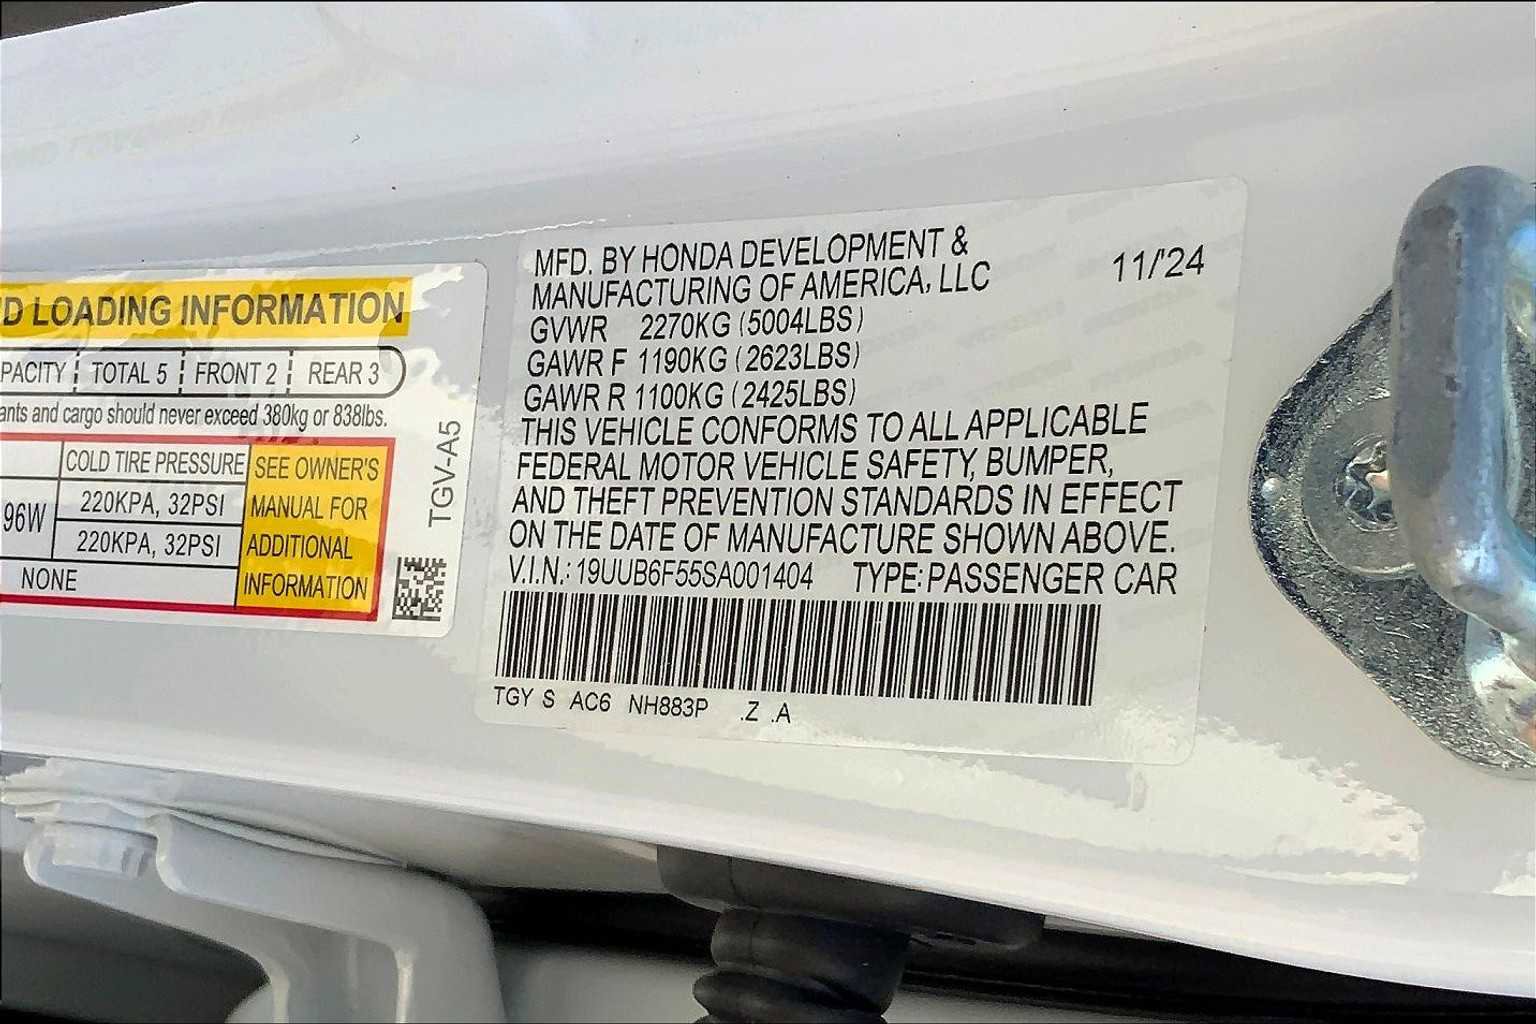 D LOADING INFORMATION
PACITY TOTAL 5 FRONT 2 REAR 3
ants and cargo should never exceed 380kg or 838lbs.
COLD TIRE PRESSURE
96W
220KPA, 32PSI
220KPA, 32PSI
NONE
SEE OWNER'S
MANUAL FOR
ADDITIONAL
INFORMATION
TGV-A5
MFD. BY HONDA DEVELOPMENT &
MANUFACTURING OF AMERICA, LLC
11/'24
GVWR 2270KG (5004LBS)
GAWR F 1190KG (2623LBS)
GAWR R 1100KG (2425LBS)
THIS VEHICLE CONFORMS TO ALL APPLICABLE
FEDERAL MOTOR VEHICLE SAFETY, BUMPER,
AND THEFT PREVENTION STANDARDS IN EFFECT
ON THE DATE OF MANUFACTURE SHOWN ABOVE.
V.I.N.: 19UUB6F55SA001404 TYPE: PASSENGER CAR
TGY S AC6 NH883P .Z .A